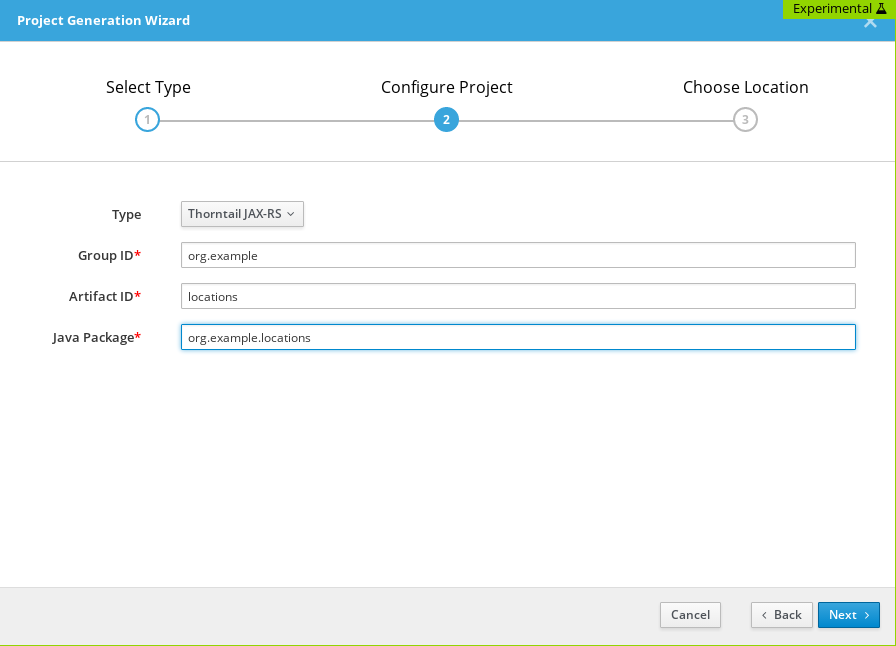 Experimental
Project Generation Wizard
Select Type
Configure Project
Choose Location
1
2
3
Type
Thorntail JAX-RS
Group ID*
org.example
Artifact ID*
locations
Java Package*
org.example.locations
Cancel
Back
Next